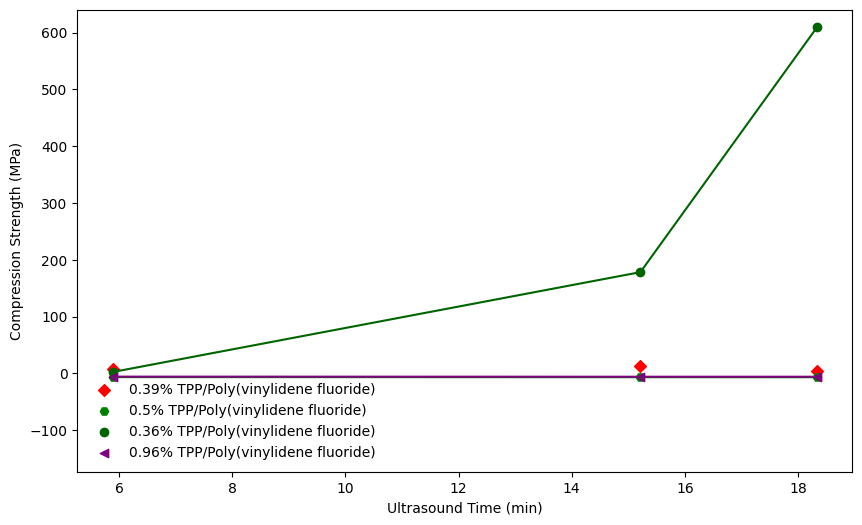 600
500
400
300
200
100
0
−100
Compression Strength (MPa)
0.39% TPP/Poly(vinylidene fluoride)
0.5% TPP/Poly(vinylidene fluoride)
0.36% TPP/Poly(vinylidene fluoride)
0.96% TPP/Poly(vinylidene fluoride)
6 8 10 12 14 16 18
Ultrasound Time (min)